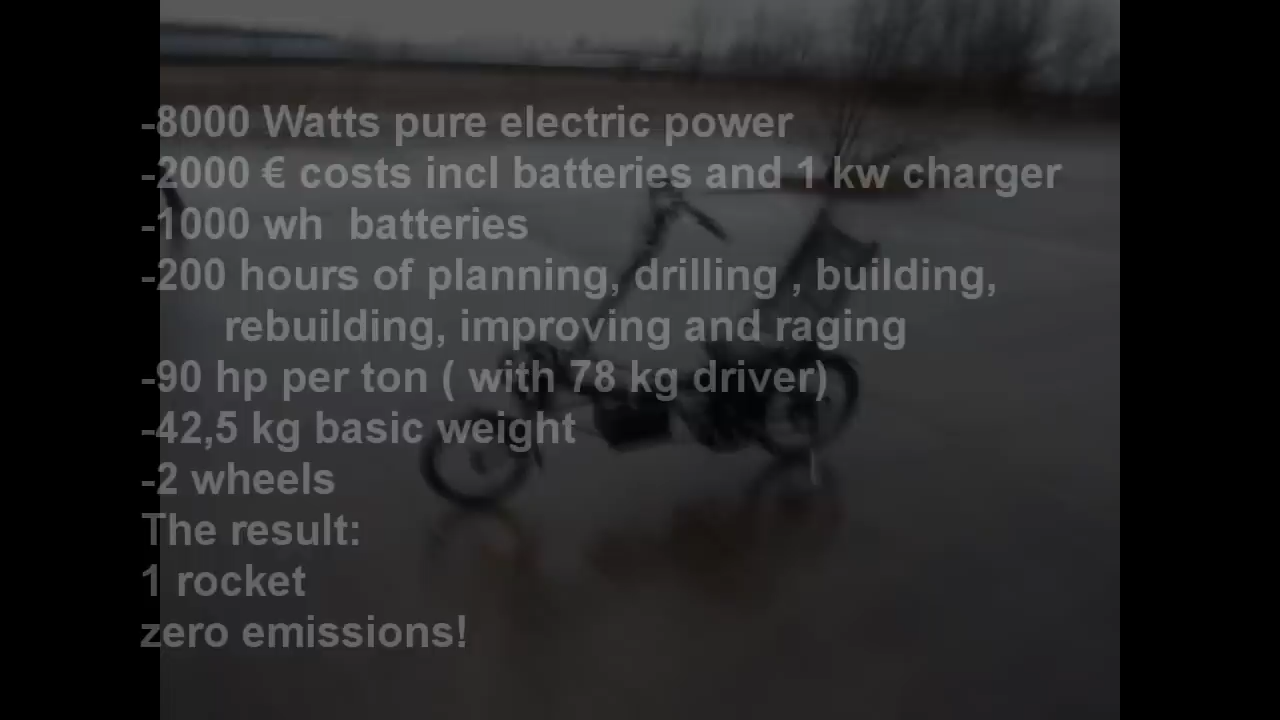 -8000 Watts pure electric power
-2000 € costs incl batteries and 1 kw charger
-1000 wh  batteries
-200 hours of planning, drilling , building,
rebuilding, improving and raging
-90 hp per ton ( with 78 kg driver)
-42,5 kg basic weight
-2 wheels
The result:
1 rocket
zero emissions!